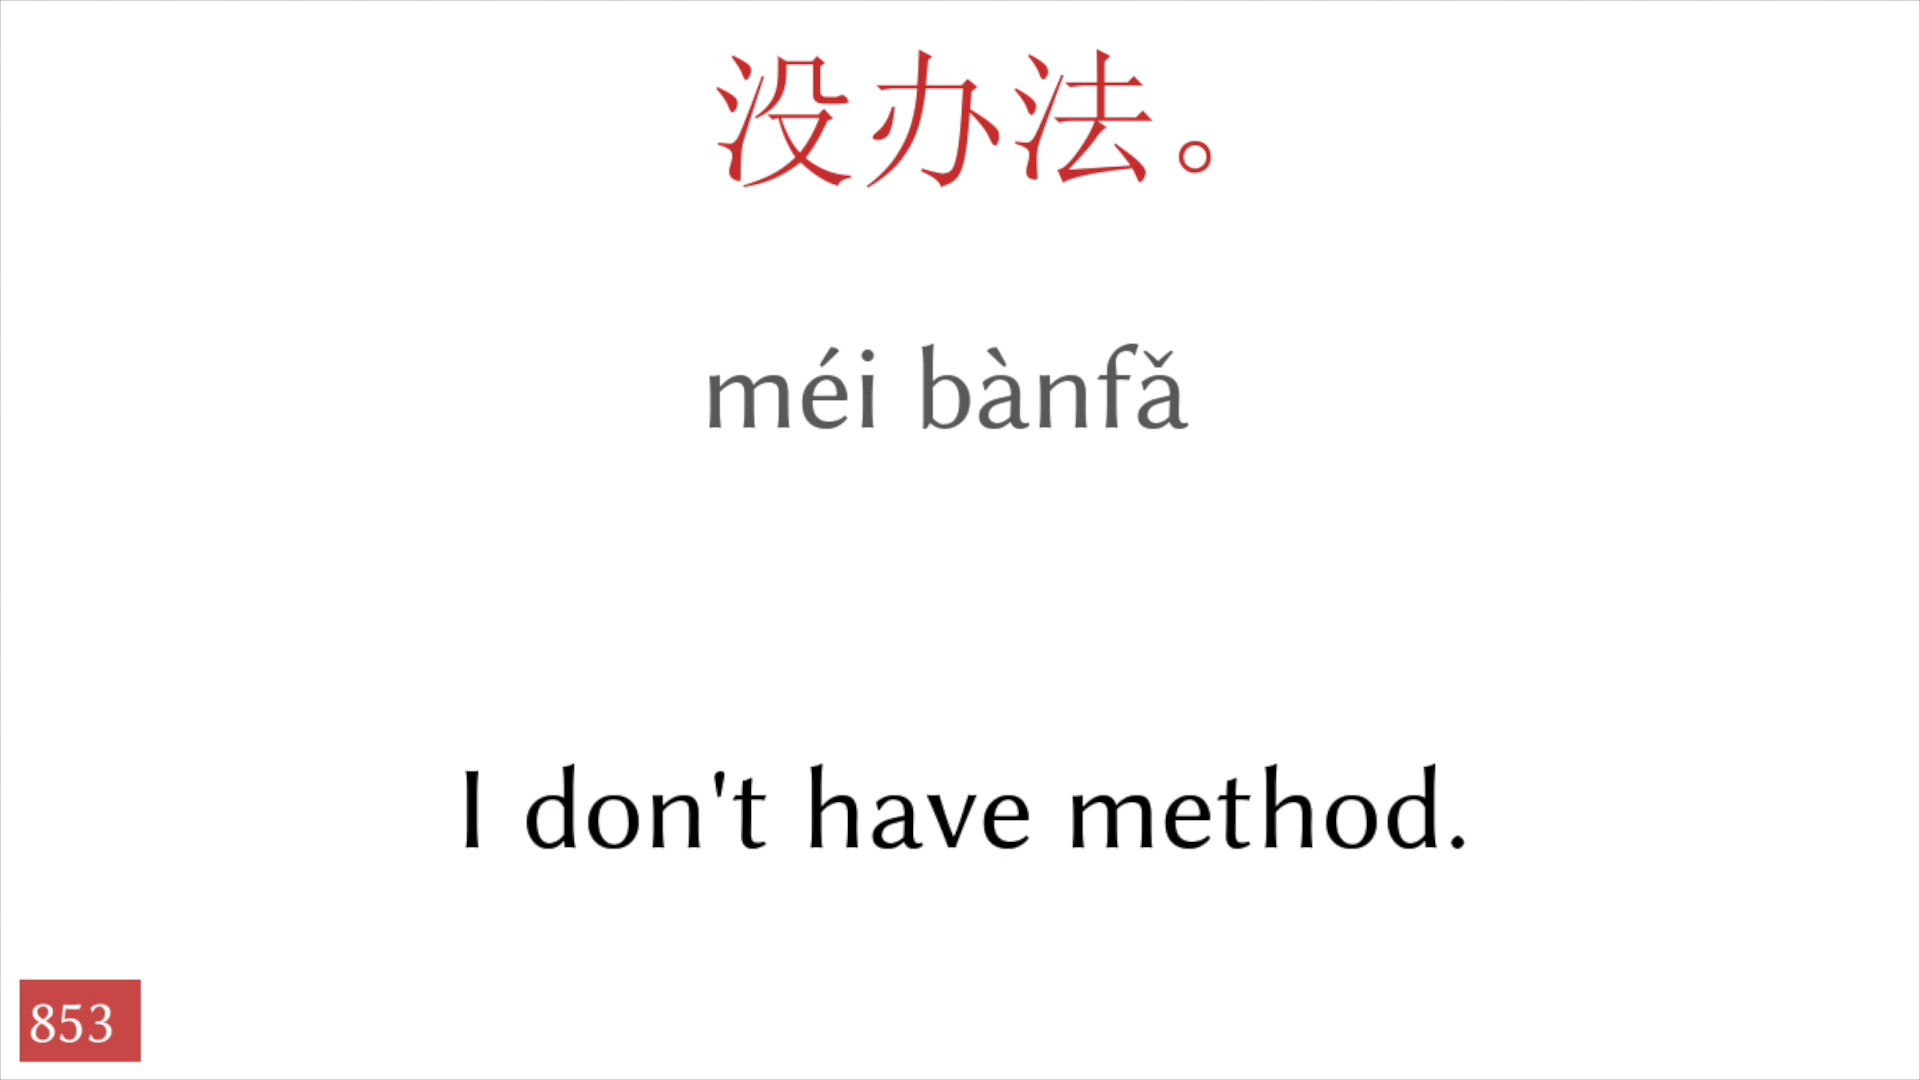 没办法。
méi bànfǎ
I don't have method.
853